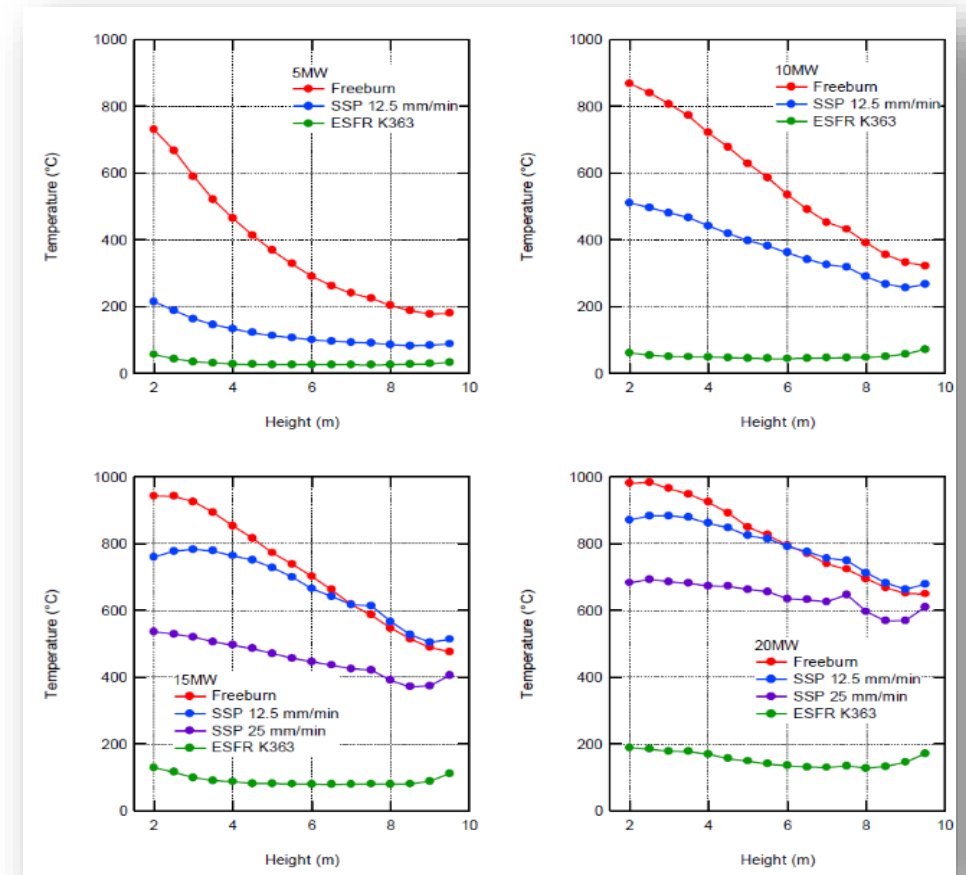 1000
800
600
400
200
0
Temperature (°C)
2
4
6
8
10
Height (m)
5MW
Freeburn
SSP 12.5 mm/min
ESFR K363
1000
800
600
400
200
0
Temperature (°C)
2
4
6
8
10
Height (m)
10MW
Freeburn
SSP 12.5 mm/min
ESFR K363
1000
800
600
400
200
0
Temperature (°C)
2
4
6
8
10
Height (m)
15MW
Freeburn
SSP 12.5 mm/min
SSP 25 mm/min
ESFR K363
1000
800
600
400
200
0
Temperature (°C)
2
4
6
8
10
Height (m)
20MW
Freeburn
SSP 12.5 mm/min
SSP 25 mm/min
ESFR K363